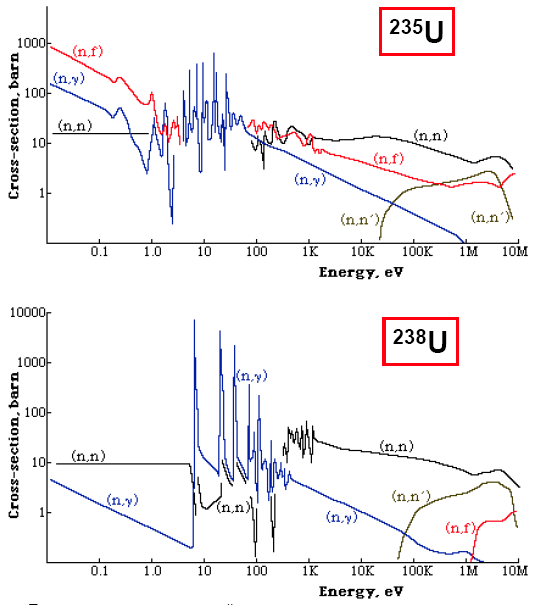 235U
Cross-section, barn
1000
100
10
1
(n,f)
(n,γ)
(n,n)
(n,n)
(n,f)
(n,γ)
(n,n´)
(n,n´)
0.1 1.0 10 100 1K 10K 100K 1M 10M
Energy, eV
238U
Cross-section, barn
10000
1000
100
10
1
(n,γ)
(n,n)
(n,n)
(n,γ)
(n,n)
(n,γ)
(n,n´)
(n,f)
0.1 1.0 10 100 1K 10K 100K 1M 10M
Energy, eV